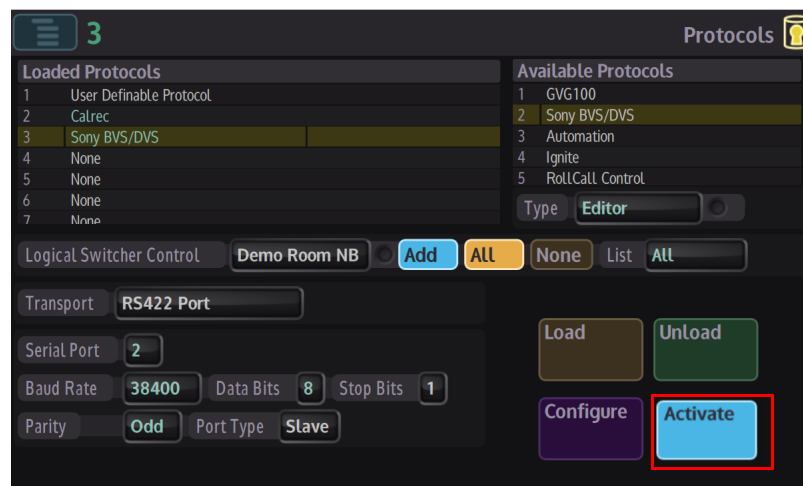 3
Protocols
Loaded Protocols
1 User Definable Protocol
2 Calrec
3 Sony BVS/DVS
4 None
5 None
6 None
7 None
Available Protocols
1 GVG100
2 Sony BVS/DVS
3 Automation
4 Ignite
5 RollCall Control
Type Editor
Logical Switcher Control Demo Room NB Add All None List All
Transport RS422 Port
Serial Port 2
Baud Rate 38400 Data Bits 8 Stop Bits 1
Parity Odd Port Type Slave
Load Unload
Configure Activate